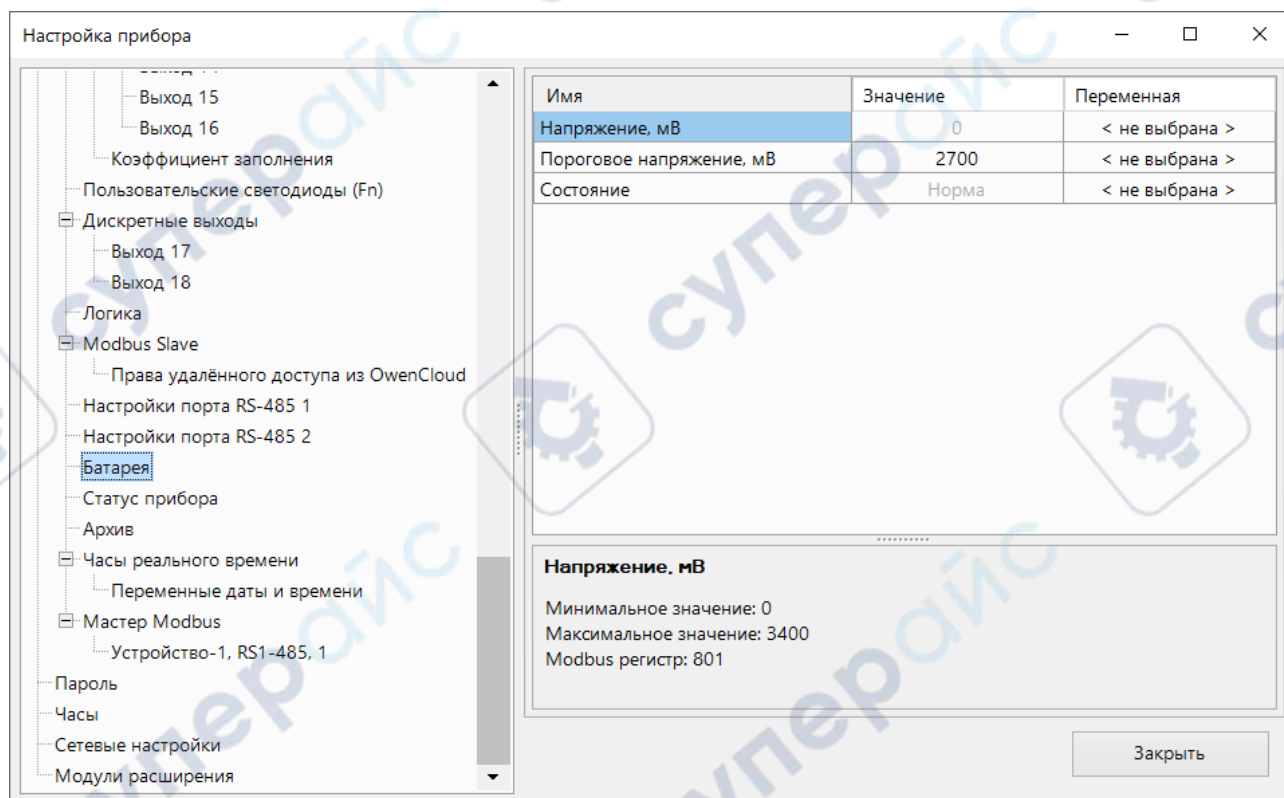 Настройка прибора
Выход 15
Выход 16
Коэффициент заполнения
Пользовательские светодиоды (Fn)
Дискретные выходы
Выход 17
Выход 18
Логика
Modbus Slave
Права удалённого доступа из OwenCloud
Настройки порта RS-485 1
Настройки порта RS-485 2
Батарея
Статус прибора
Архив
Часы реального времени
Переменные даты и времени
Мастер Modbus
Устройство-1, RS1-485, 1
Пароль
Часы
Сетевые настройки
Модули расширения
Имя Значение Переменная
Напряжение, мВ 0 < не выбрана >
Пороговое напряжение, мВ 2700 < не выбрана >
Состояние Норма < не выбрана >
Напряжение, мВ
Минимальное значение: 0
Максимальное значение: 3400
Modbus регистр: 801
Закрыть
суперайс
суперайс
суперайс
суперайс